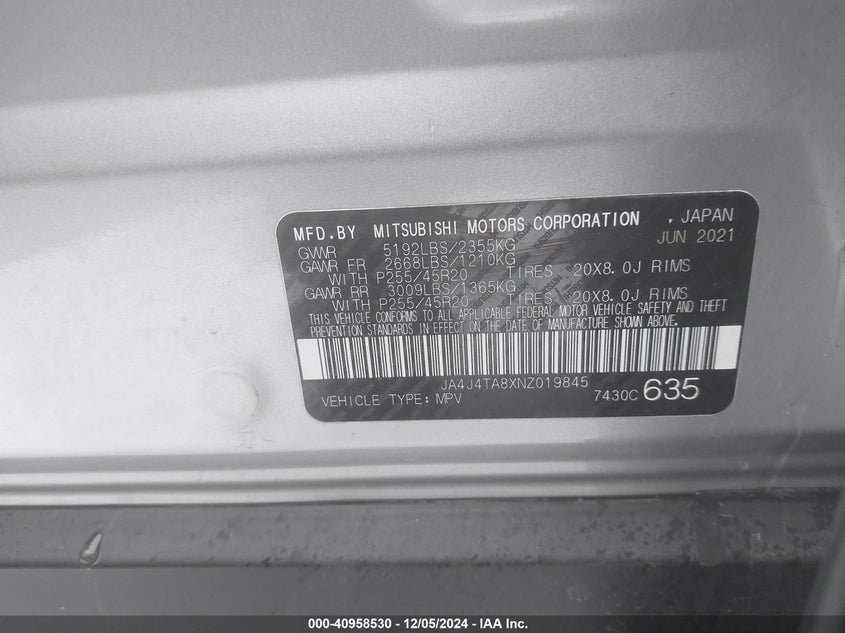 MFD.BY MITSUBISHI MOTORS CORPORATION , JAPAN
JUN 2021
GVWR 5192LBS/2355KG
GAWR FR 2668LBS/1210KG
WITH P255/45R20 TIRES, 20X8.0J RIMS
GAWR RR 3009LBS/1365KG
WITH P255/45R20 TIRES, 20X8.0J RIMS
THIS VEHICLE CONFORMS TO ALL APPLICABLE FEDERAL MOTOR VEHICLE SAFETY AND THEFT
PREVENTION STANDARDS IN EFFECT ON THE DATE OF MANUFACTURE SHOWN ABOVE.
JA4J4TA8XNZ019845
VEHICLE TYPE: MPV 7430C 635
000-40958530 - 12/05/2024 - IAA Inc.